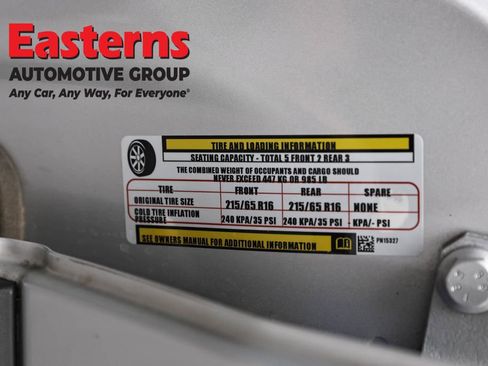 Easterns
AUTOMOTIVE GROUP
Any Car, Any Way, For Everyone®
TIRE AND LOADING INFORMATION
SEATING CAPACITY - TOTAL 5 FRONT 2 REAR 3
THE COMBINED WEIGHT OF OCCUPANTS AND CARGO SHOULD
NEVER EXCEED 447 KG OR 985 LB
TIRE FRONT REAR SPARE
ORIGINAL TIRE SIZE 215/65 R16 215/65 R16 NONE
COLD TIRE INFLATION
PRESSURE 240 KPA/35 PSI 240 KPA/35 PSI - KPA/- PSI
SEE OWNERS MANUAL FOR ADDITIONAL INFORMATION
PN15327